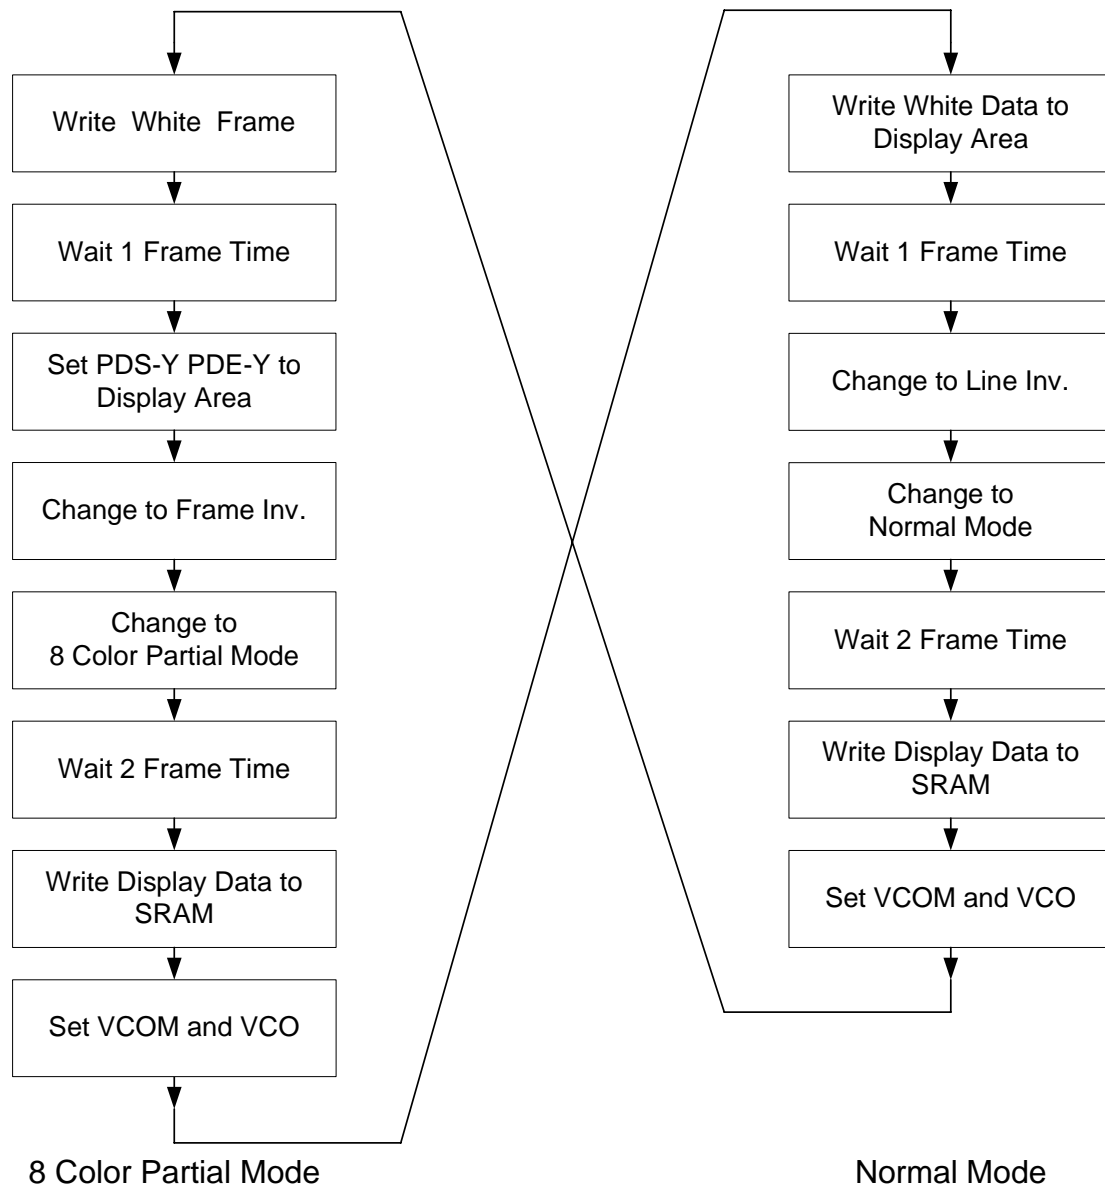 Write White Frame
Wait 1 Frame Time
Set PDS-Y PDE-Y to
Display Area
Change to Frame Inv.
Change to
8 Color Partial Mode
Wait 2 Frame Time
Write Display Data to
SRAM
Set VCOM and VCO
8 Color Partial Mode
Write White Data to
Display Area
Wait 1 Frame Time
Change to Line Inv.
Change to
Normal Mode
Wait 2 Frame Time
Write Display Data to
SRAM
Set VCOM and VCO
Normal Mode